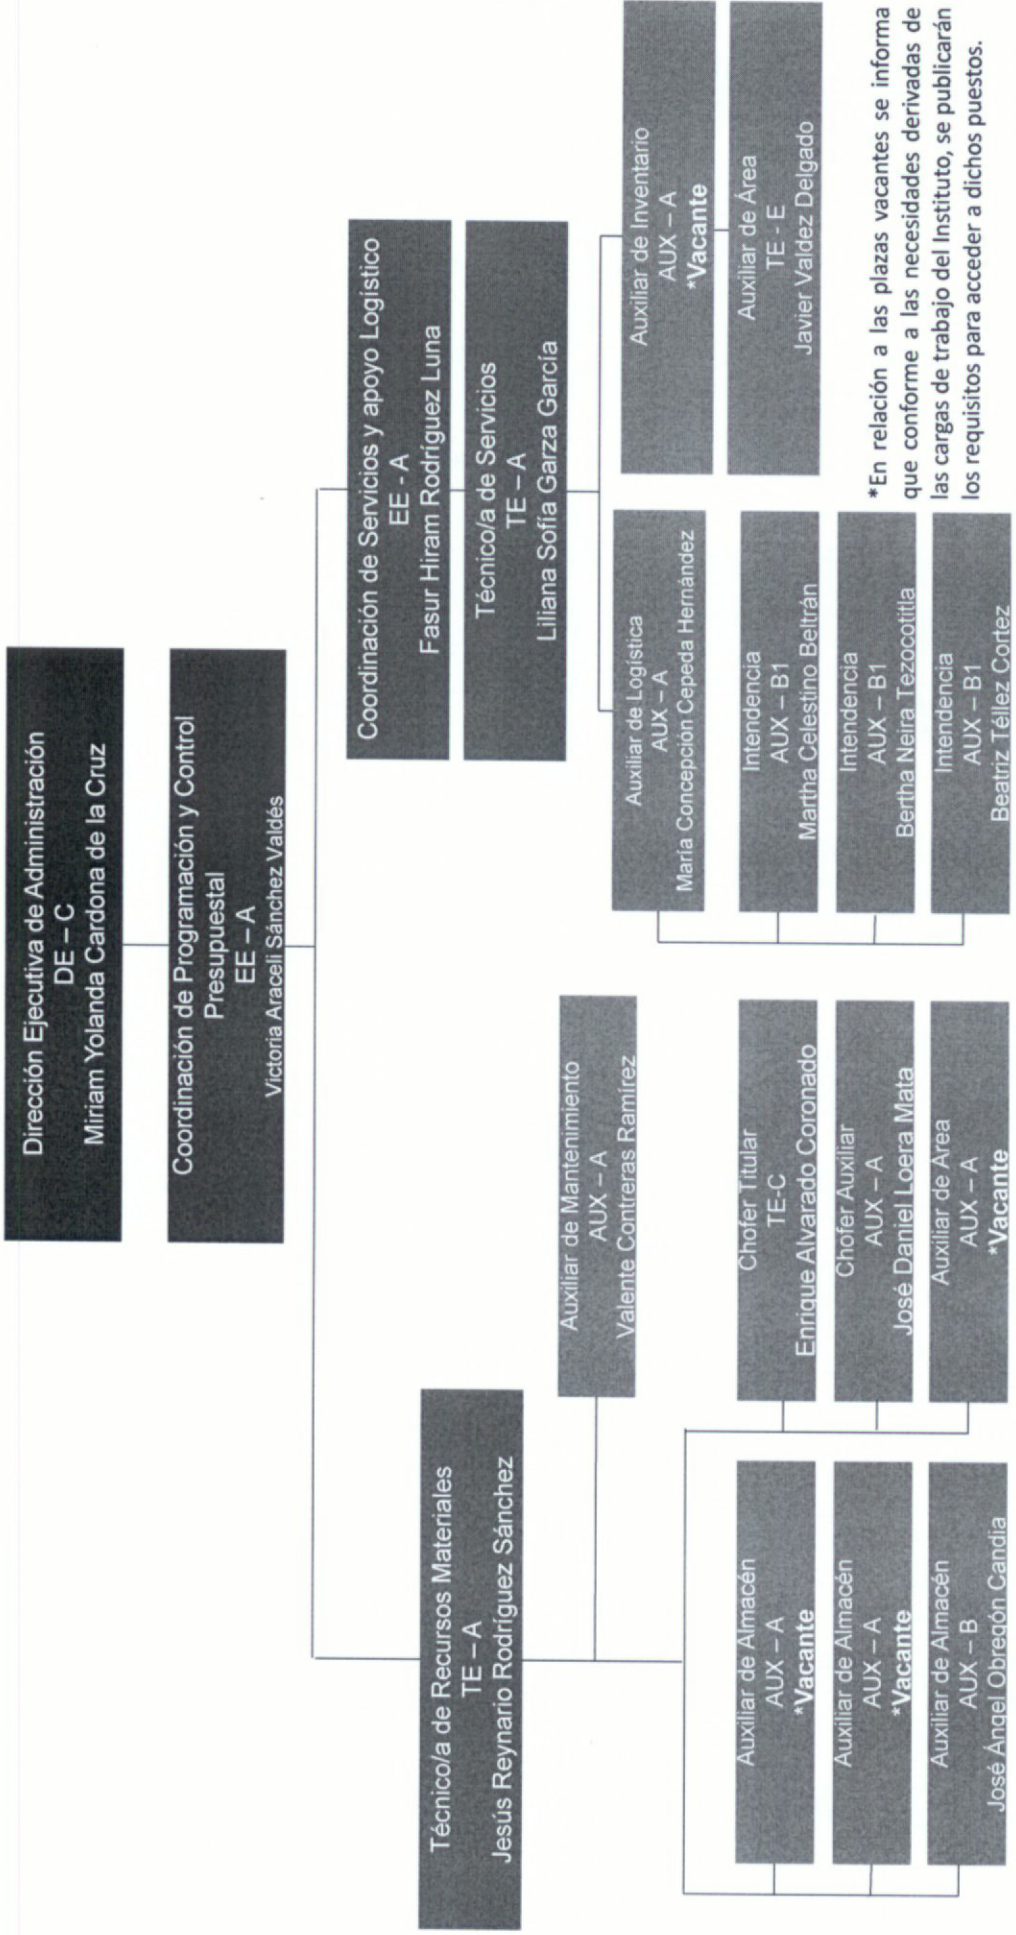 Dirección Ejecutiva de Administración
DE – C
Miriam Yolanda Cardona de la Cruz
Coordinación de Programación y Control
Presupuestal
EE – A
Victoria Araceli Sánchez Valdés
Técnico/a de Recursos Materiales
TE – A
Jesús Reynario Rodríguez Sánchez
Auxiliar de Mantenimiento
AUX – A
Valente Contreras Ramírez
Auxiliar de Almacén
AUX – A
*Vacante
Auxiliar de Almacén
AUX – A
*Vacante
Auxiliar de Almacén
AUX – B
José Ángel Obregón Candia
Chofer Titular
TE-C
Enrique Alvarado Coronado
Chofer Auxiliar
AUX – A
José Daniel Loera Mata
Auxiliar de Area
AUX – A
*Vacante
Coordinación de Servicios y apoyo Logístico
EE - A
Fasur Hiram Rodríguez Luna
Técnico/a de Servicios
TE – A
Liliana Sofía Garza García
Auxiliar de Logística
AUX – A
María Concepción Cepeda Hernández
Intendencia
AUX – B1
Martha Celestino Beltrán
Intendencia
AUX – B1
Bertha Neira Tezocotitla
Intendencia
AUX – B1
Beatriz Téllez Cortez
Auxiliar de Inventario
AUX – A
*Vacante
Auxiliar de Área
TE - E
Javier Valdez Delgado
*En relación a las plazas vacantes se informa
que conforme a las necesidades derivadas de
las cargas de trabajo del Instituto, se publicarán
los requisitos para acceder a dichos puestos.